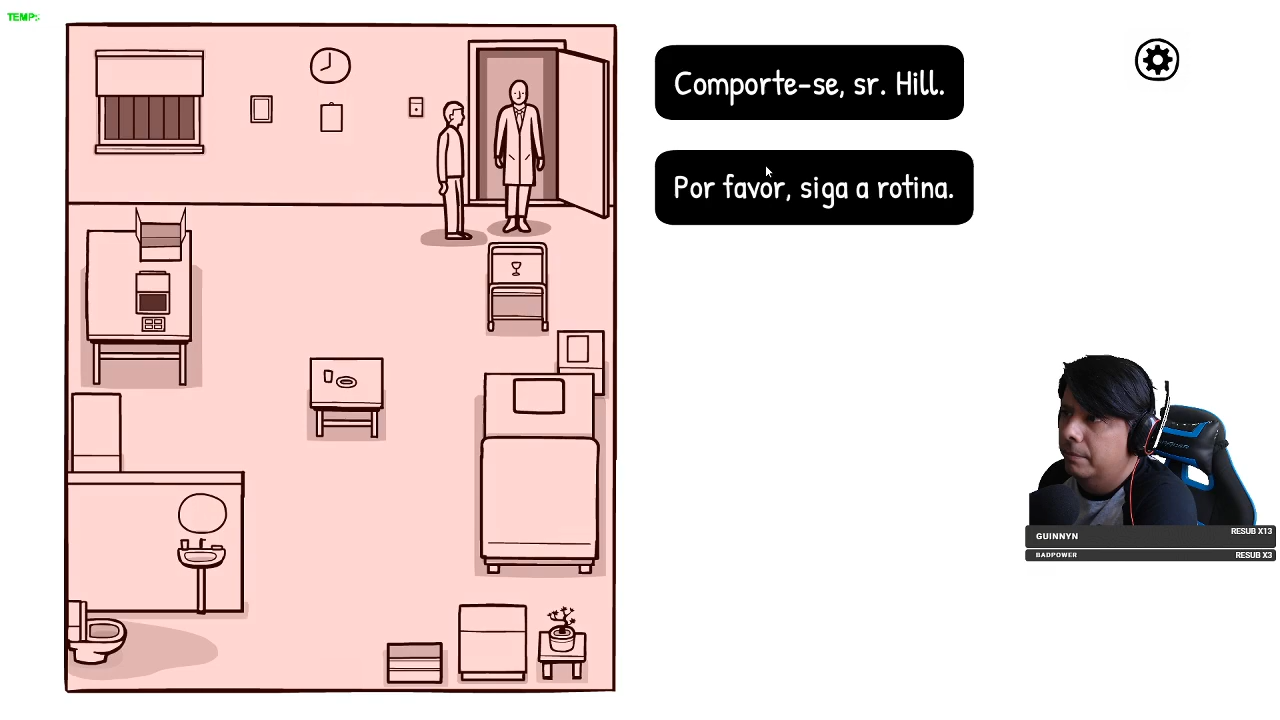 TEMP:
Comporte-se, sr. Hill.
Por favor, siga a rotina.
GUINNYN RESUB X13
BADPOWER RESUB X3